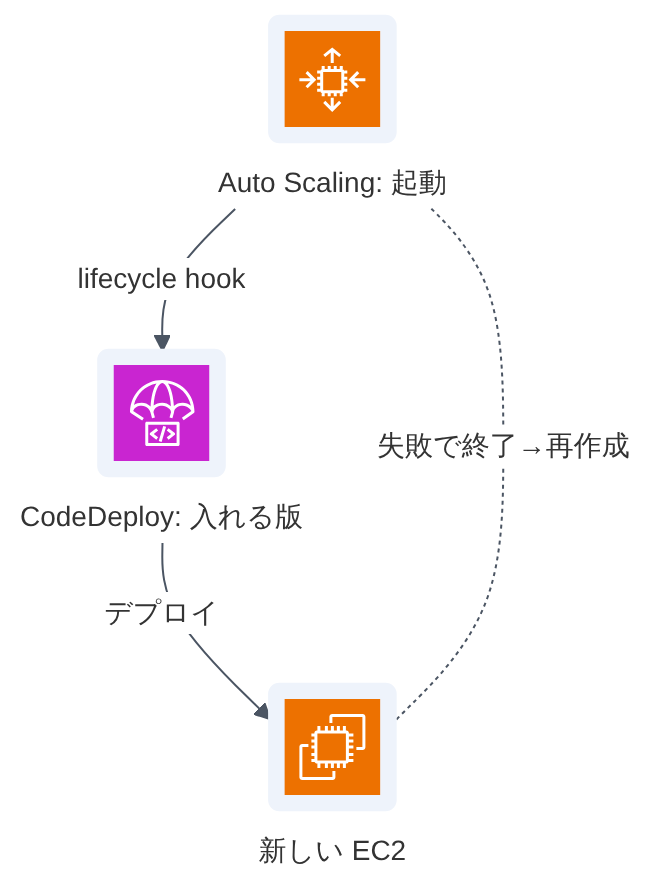 Auto Scaling: 起動
lifecycle hook
失敗で終了→再作成
CodeDeploy: 入れる版
デプロイ
新しい EC2